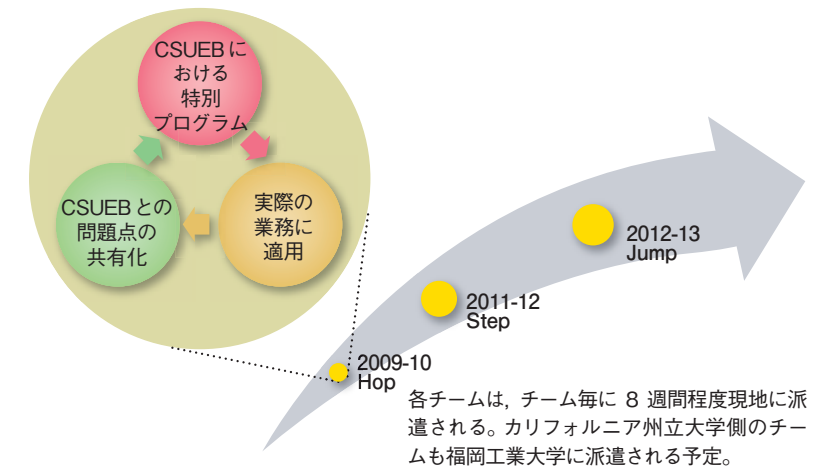 CSUEBに
おける
特別
プログラム
実際の
業務に
適用
CSUEBとの
問題点の
共有化
2012-13
Jump
2011-12
Step
2009-10
Hop
各チームは, チーム毎に 8 週間程度現地に派
遣される。カリフォルニア州立大学側のチー
ムも福岡工業大学に派遣される予定。